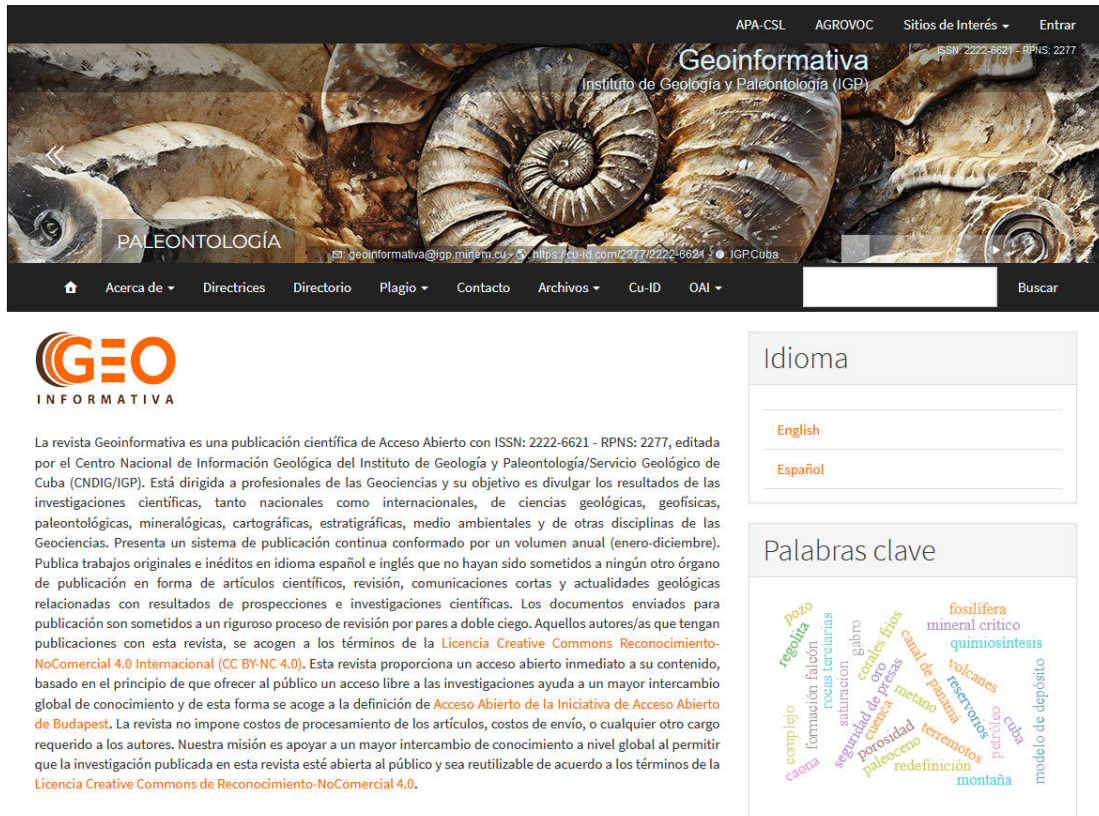 APA-CSL AGROVOC Sitios de Interés Entrar
Geoinformativa
ISSN: 2222-6621 - RPNS: 2277
Instituto de Geología y Paleontología (IGP)
PALEONTOLOGÍA
geoinformativa@igp.minem.cu - : https://cu-id.com/2277/2222-6621 - : IGP.Cuba
Acerca de Directrices Directorio Plagio Contacto Archivos Cu-ID OAI Buscar
GEO
INFORMATIVA
La revista Geoinformativa es una publicación científica de Acceso Abierto con ISSN: 2222-6621 - RPNS: 2277, editada
por el Centro Nacional de Información Geológica del Instituto de Geología y Paleontología/Servicio Geológico de
Cuba (CNDIG/IGP). Está dirigida a profesionales de las Geociencias y su objetivo es divulgar los resultados de las
investigaciones científicas, tanto nacionales como internacionales, de ciencias geológicas, geofísicas,
paleontológicas, mineralógicas, cartográficas, estratigráficas, medio ambientales y de otras disciplinas de las
Geociencias. Presenta un sistema de publicación continua conformado por un volumen anual (enero-diciembre).
Publica trabajos originales e inéditos en idioma español e inglés que no hayan sido sometidos a ningún otro órgano
de publicación en forma de artículos científicos, revisión, comunicaciones cortas y actualidades geológicas
relacionadas con resultados de prospecciones e investigaciones científicas. Los documentos enviados para
publicación son sometidos a un riguroso proceso de revisión por pares a doble ciego. Aquellos autores/as que tengan
publicaciones con esta revista, se acogen a los términos de la Licencia Creative Commons Reconocimiento-
NoComercial 4.0 Internacional (CC BY-NC 4.0). Esta revista proporciona un acceso abierto inmediato a su contenido,
basado en el principio de que ofrecer al público un acceso libre a las investigaciones ayuda a un mayor intercambio
global de conocimiento y de esta forma se acoge a la definición de Acceso Abierto de la Iniciativa de Acceso Abierto
de Budapest. La revista no impone costos de procesamiento de los artículos, costos de envío, o cualquier otro cargo
requerido a los autores. Nuestra misión es apoyar a un mayor intercambio de conocimiento a nivel global al permitir
que la investigación publicada en esta revista esté abierta al público y sea reutilizable de acuerdo a los términos de la
Licencia Creative Commons de Reconocimiento-NoComercial 4.0.
Idioma
English
Español
Palabras clave
pozo
regolita
rocas terciarias
gabro
corales fríos
fosilífera
mineral crítico
quimiosíntesis
formación falcón
saturacion
oro
canal de panamá
volcanes
seguridad de presas
metano
reservorios
modelo de depósito
complejo
cuenca
porosidad
terremotos
petróleo
cuba
caona
paleoceno
redefinición
montaña